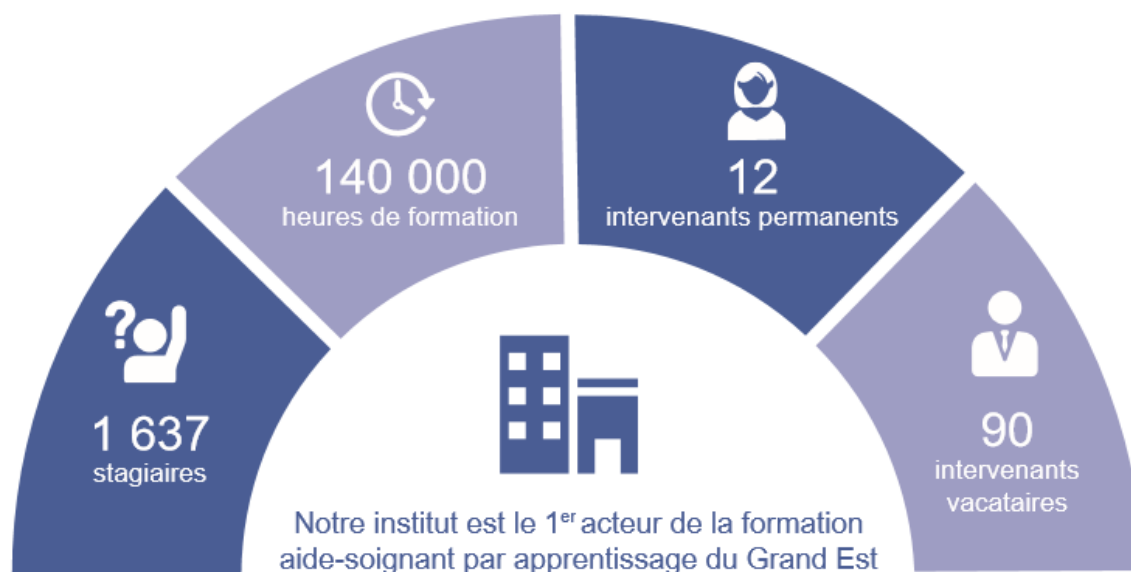 140 000
heures de formation
12
intervenants permanents
?
1 637
stagiaires
90
intervenants
vacataires
Notre institut est le 1er acteur de la formation
aide-soignant par apprentissage du Grand Est